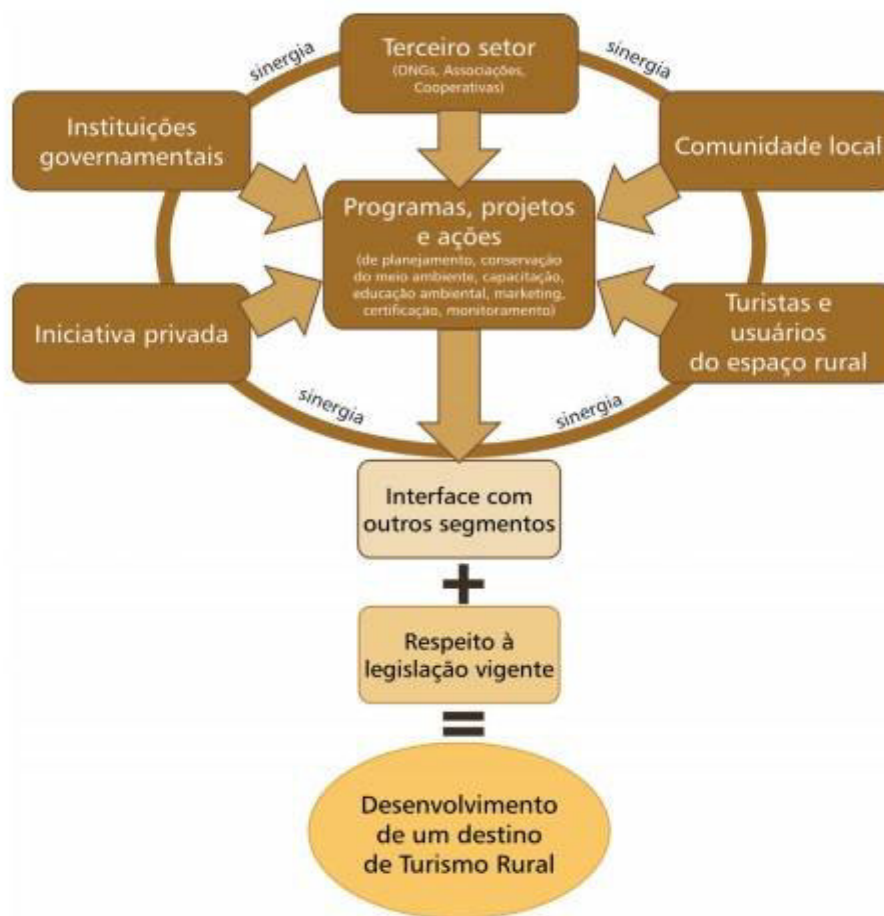 sinergia
Terceiro setor
(ONGs, Associações,
Cooperativas)
sinergia
Instituições
governamentais
Comunidade local
Programas, projetos
e ações
(de planejamento, conservação
do meio ambiente, capacitação,
educação ambiental, marketing,
certificação, monitoramento)
Iniciativa privada
Turistas e
usuários
do espaço rural
sinergia
sinergia
Interface com
outros segmentos
+
Respeito à
legislação vigente
=
Desenvolvimento
de um destino
de Turismo Rural